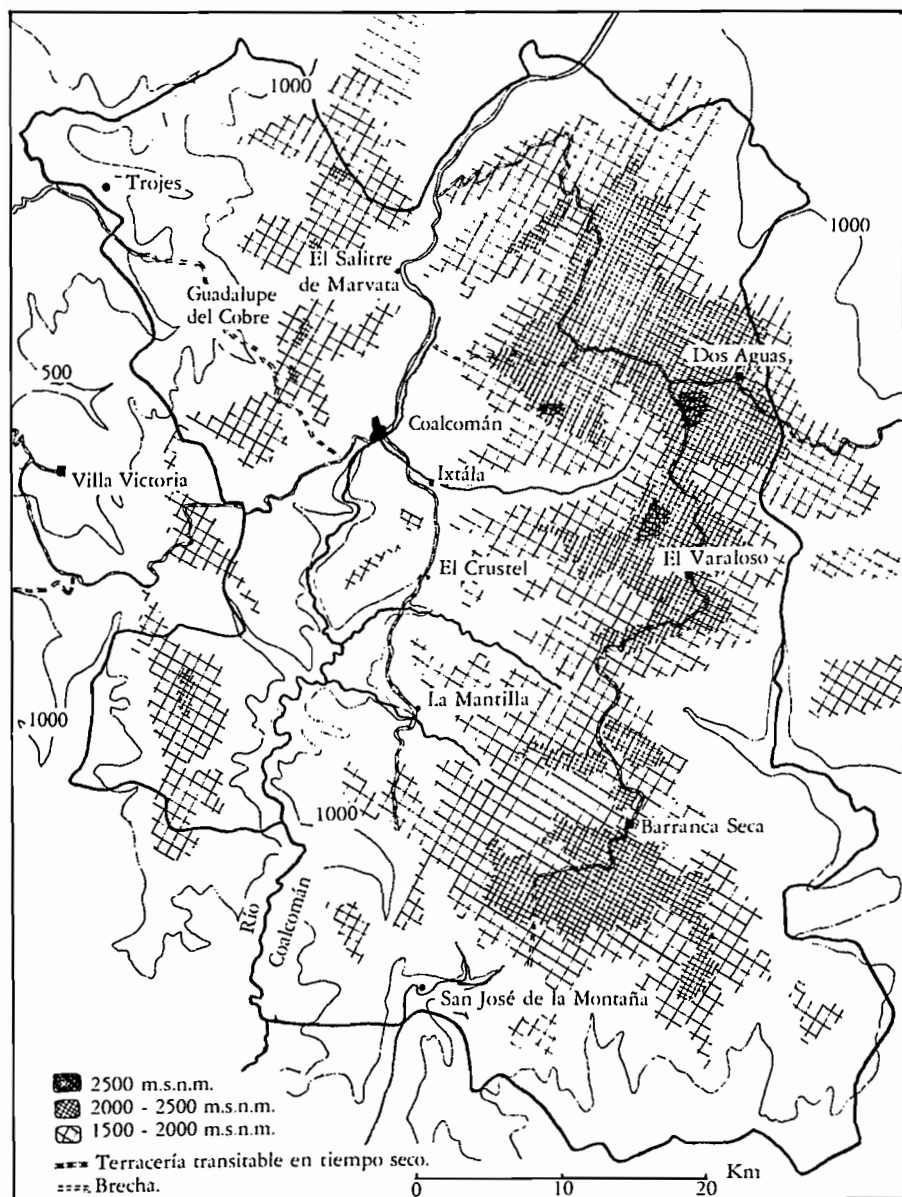 1000
Trojes
1000
El Salitre
de Marvata
Guadalupe
del Cobre
500
Dos Aguas
Coalcomán
Villa Victoria
Ixtála
El Crustel
El Varaloso
1000
La Mantilla
1000
Barranca Seca
Río
Coalcomán
San José de la Montaña
2500 m.s.n.m.
2000 - 2500 m.s.n.m.
1500 - 2000 m.s.n.m.
Terracería transitable en tiempo seco.
Brecha.
0 10 20 Km